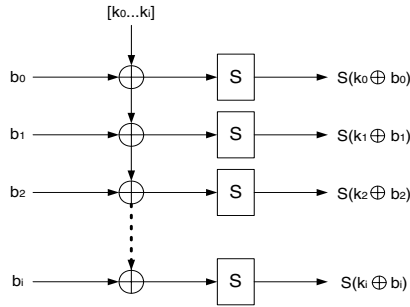 [k₀...kᵢ]
b₀ S S(k₀ ⊕ b₀)
b₁ S S(k₁ ⊕ b₁)
b₂ S S(k₂ ⊕ b₂)
bᵢ S S(kᵢ ⊕ bᵢ)